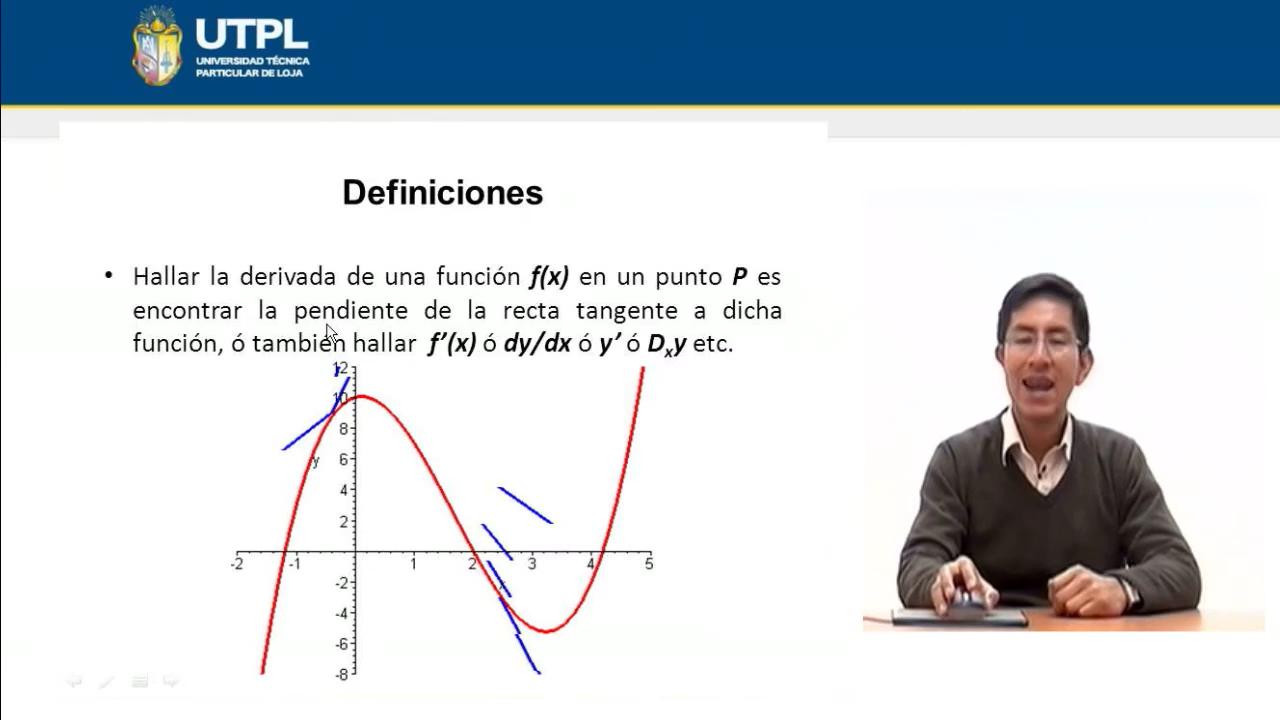 UTPL
UNIVERSIDAD TÉCNICA
PARTICULAR DE LOJA
Definiciones
• Hallar la derivada de una función f(x) en un punto P es
encontrar la pendiente de la recta tangente a dicha
función, ó tambien hallar f’(x) ó dy/dx ó y’ ó Dxy etc.
12
10
8
y
6
4
2
-2 -1 1 2 3 4 5
x
-2
-4
-6
-8